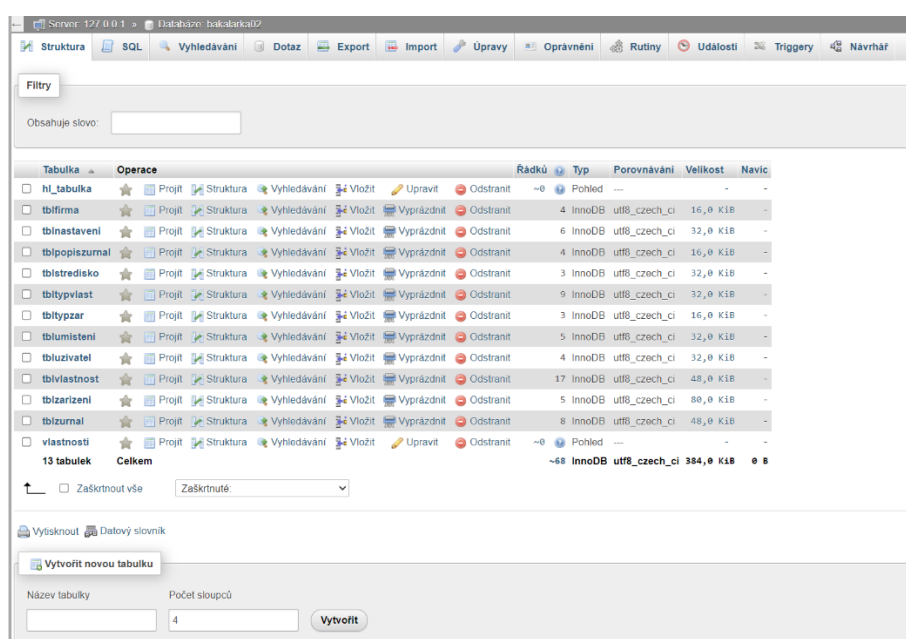 Server: 127.0.0.1 » Databáze: bakalarka02
Struktura SQL Vyhledávání Dotaz Export Import Úpravy Oprávnění Rutiny Události Triggery Návrhář
Filtry
Obsahuje slovo:
Tabulka Operace Řádků Typ Porovnávání Velikost Navíc
hl_tabulka Projít Struktura Vyhledávání Vložit Upravit Odstranit ~0 Pohled --- - -
tblfirma Projít Struktura Vyhledávání Vložit Vyprázdnit Odstranit 4 InnoDB utf8_czech_ci 16,0 KiB -
tblnastaveni Projít Struktura Vyhledávání Vložit Vyprázdnit Odstranit 6 InnoDB utf8_czech_ci 32,0 KiB -
tblpopiszurnal Projít Struktura Vyhledávání Vložit Vyprázdnit Odstranit 4 InnoDB utf8_czech_ci 16,0 KiB -
tblstredisko Projít Struktura Vyhledávání Vložit Vyprázdnit Odstranit 3 InnoDB utf8_czech_ci 32,0 KiB -
tbltypvlast Projít Struktura Vyhledávání Vložit Vyprázdnit Odstranit 9 InnoDB utf8_czech_ci 32,0 KiB -
tbltypzar Projít Struktura Vyhledávání Vložit Vyprázdnit Odstranit 3 InnoDB utf8_czech_ci 16,0 KiB -
tblumisteni Projít Struktura Vyhledávání Vložit Vyprázdnit Odstranit 5 InnoDB utf8_czech_ci 32,0 KiB -
tbluzivatel Projít Struktura Vyhledávání Vložit Vyprázdnit Odstranit 4 InnoDB utf8_czech_ci 32,0 KiB -
tblvlastnost Projít Struktura Vyhledávání Vložit Vyprázdnit Odstranit 17 InnoDB utf8_czech_ci 48,0 KiB -
tblzarizeni Projít Struktura Vyhledávání Vložit Vyprázdnit Odstranit 5 InnoDB utf8_czech_ci 80,0 KiB -
tblzurnal Projít Struktura Vyhledávání Vložit Vyprázdnit Odstranit 8 InnoDB utf8_czech_ci 48,0 KiB -
vlastnosti Projít Struktura Vyhledávání Vložit Upravit Odstranit ~0 Pohled --- - -
13 tabulek Celkem ~68 InnoDB utf8_czech_ci 384,0 KiB 0 B
Zaškrtnout vše Zaškrtnuté:
Vytisknout Datový slovník
Vytvořit novou tabulku
Název tabulky Počet sloupců
4 Vytvořit